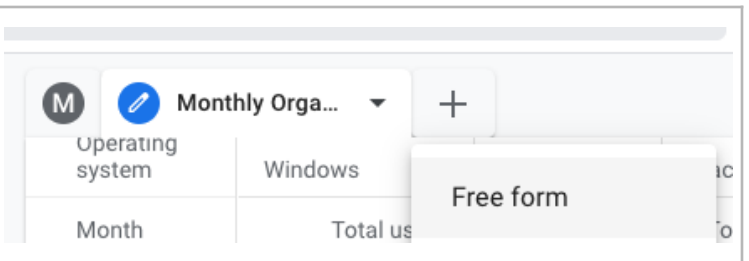 M Monthly Orga...
Operating
system Windows
Free form
Month Total us